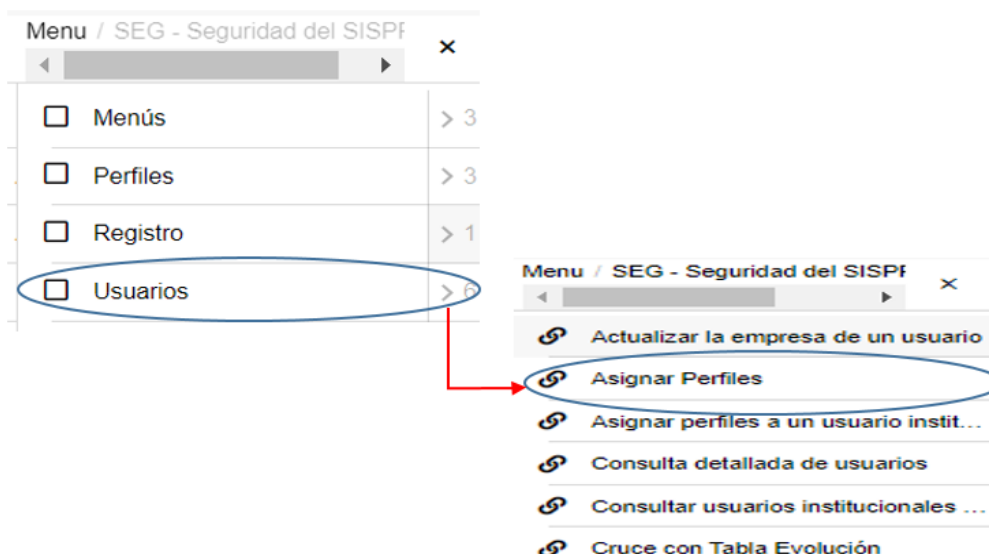 Menu / SEG - Seguridad del SISPI
Menús > 3
Perfiles > 3
Registro > 1
Usuarios > 6
Menu / SEG - Seguridad del SISPI
Actualizar la empresa de un usuario
Asignar Perfiles
Asignar perfiles a un usuario instit...
Consulta detallada de usuarios
Consultar usuarios institucionales ...
Cruce con Tabla Evolución